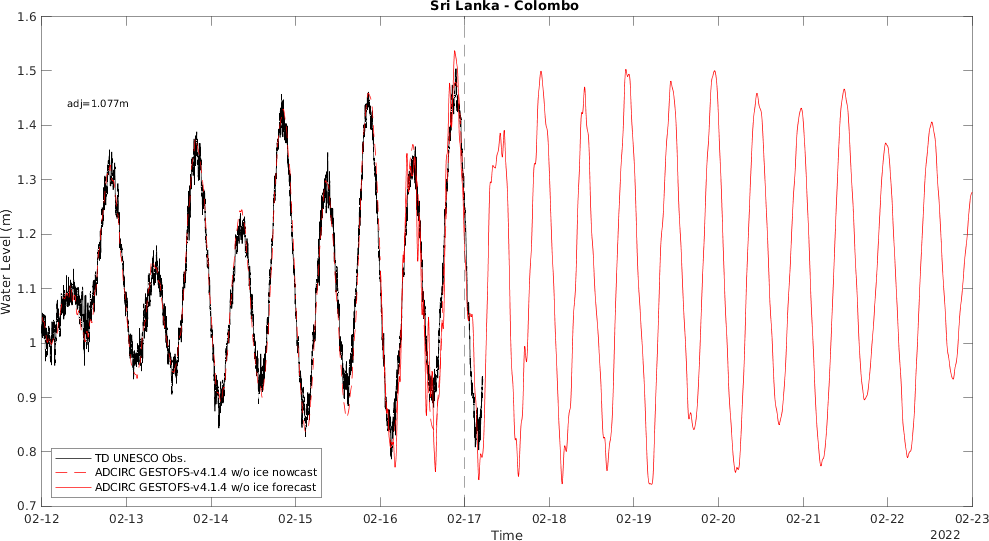 Sri Lanka - Colombo
1.6
1.5
1.4
1.3
1.2
1.1
1
0.9
0.8
0.7
Water Level (m)
adj=1.077m
TD UNESCO Obs.
ADCIRC GESTOFS-v4.1.4 w/o ice nowcast
ADCIRC GESTOFS-v4.1.4 w/o ice forecast
02-12 02-13 02-14 02-15 02-16 02-17 02-18 02-19 02-20 02-21 02-22 02-23
Time
2022